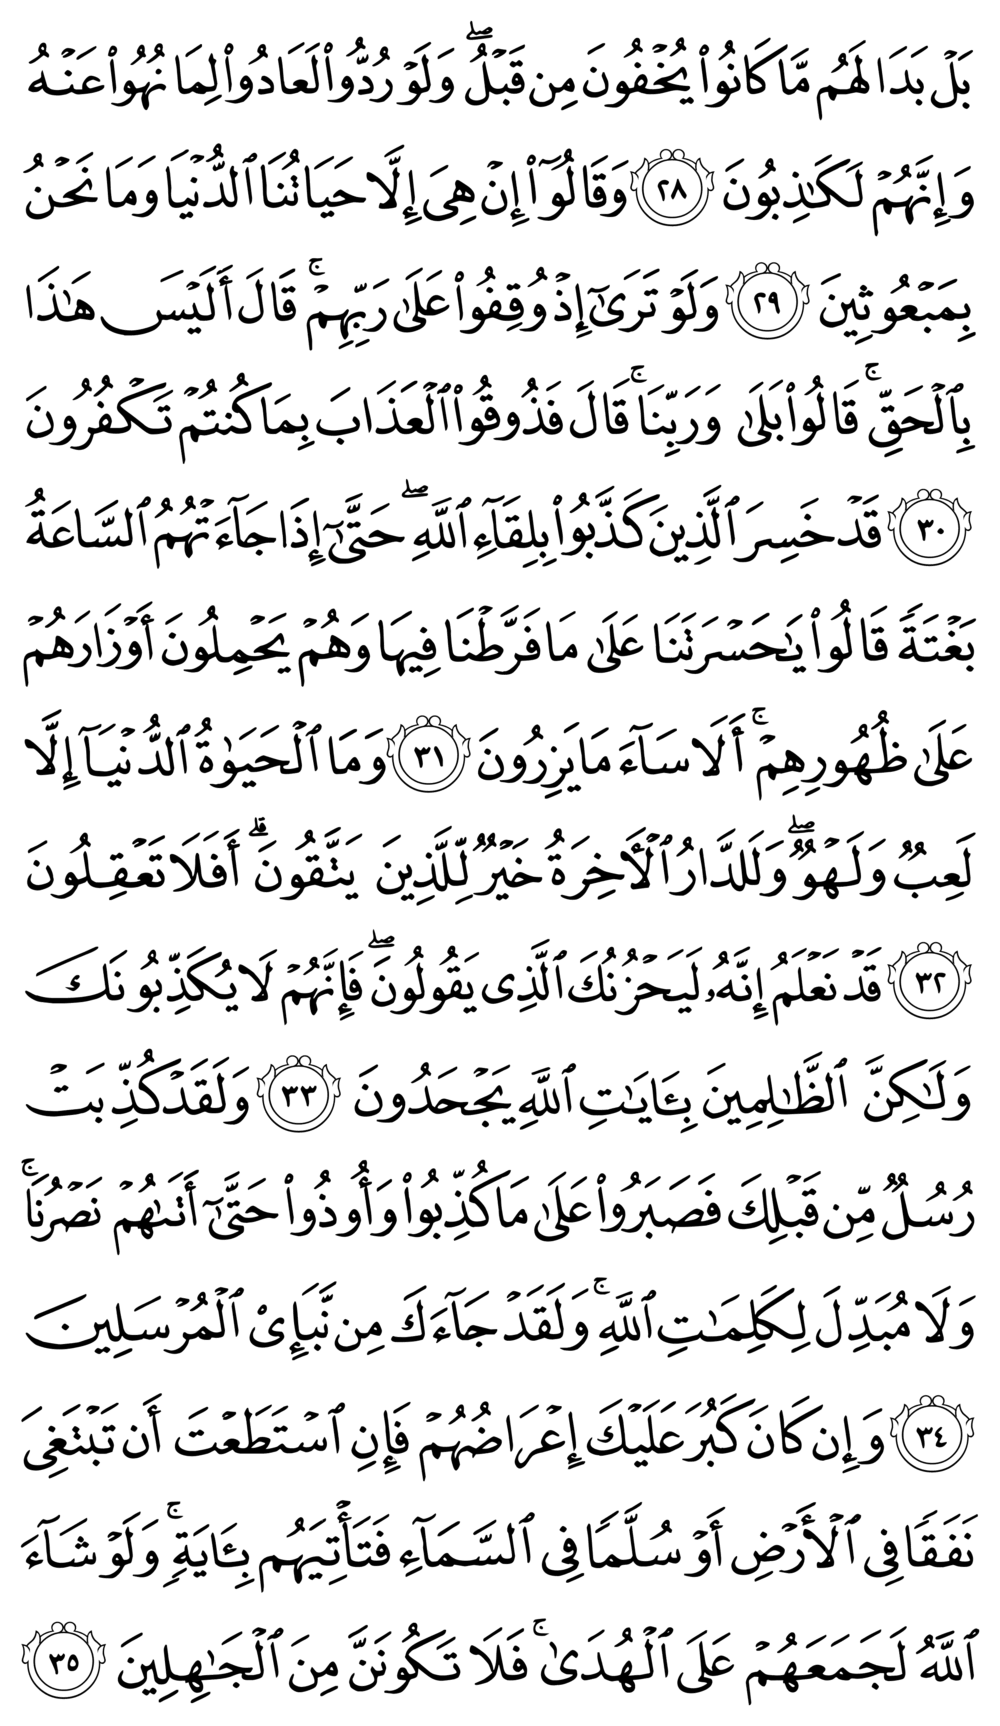 بَلۡ بَدَا لَهُم مَّا كَانُواْ يُخۡفُونَ مِن قَبۡلُۖ وَلَوۡ رُدُّواْ لَعَادُواْ لِمَا نُهُواْ عَنۡهُ
وَإِنَّهُمۡ لَكَٰذِبُونَ ٢٨ وَقَالُوٓاْ إِنۡ هِيَ إِلَّا حَيَاتُنَا ٱلدُّنۡيَا وَمَا نَحۡنُ
بِمَبۡعُوثِينَ ٢٩ وَلَوۡ تَرَىٰٓ إِذۡ وُقِفُواْ عَلَىٰ رَبِّهِمۡۚ قَالَ أَلَيۡسَ هَٰذَا
بِٱلۡحَقِّۚ قَالُواْ بَلَىٰ وَرَبِّنَاۚ قَالَ فَذُوقُواْ ٱلۡعَذَابَ بِمَا كُنتُمۡ تَكۡفُرُونَ
٣٠ قَدۡ خَسِرَ ٱلَّذِينَ كَذَّبُواْ بِلِقَآءِ ٱللَّهِۖ حَتَّىٰٓ إِذَا جَآءَتۡهُمُ ٱلسَّاعَةُ
بَغۡتَةٗ قَالُواْ يَٰحَسۡرَتَنَا عَلَىٰ مَا فَرَّطۡنَا فِيهَا وَهُمۡ يَحۡمِلُونَ أَوۡزَارَهُمۡ
عَلَىٰ ظُهُورِهِمۡۚ أَلَا سَآءَ مَا يَزِرُونَ ٣١ وَمَا ٱلۡحَيَوٰةُ ٱلدُّنۡيَآ إِلَّا
لَعِبٞ وَلَهۡوٞۖ وَلَلدَّارُ ٱلۡأٓخِرَةُ خَيۡرٞ لِّلَّذِينَ يَتَّقُونَۚ أَفَلَا تَعۡقِلُونَ
٣٢ قَدۡ نَعۡلَمُ إِنَّهُۥ لَيَحۡزُنُكَ ٱلَّذِي يَقُولُونَۖ فَإِنَّهُمۡ لَا يُكَذِّبُونَكَ
وَلَٰكِنَّ ٱلظَّٰلِمِينَ بِـَٔايَٰتِ ٱللَّهِ يَجۡحَدُونَ ٣٣ وَلَقَدۡ كُذِّبَتۡ
رُسُلٞ مِّن قَبۡلِكَ فَصَبَرُواْ عَلَىٰ مَا كُذِّبُواْ وَأُوذُواْ حَتَّىٰٓ أَتَىٰهُمۡ نَصۡرُنَاۚ
وَلَا مُبَدِّلَ لِكَلِمَٰتِ ٱللَّهِۚ وَلَقَدۡ جَآءَكَ مِن نَّبَإِيْ ٱلۡمُرۡسَلِينَ
٣٤ وَإِن كَانَ كَبُرَ عَلَيۡكَ إِعۡرَاضُهُمۡ فَإِنِ ٱسۡتَطَعۡتَ أَن تَبۡتَغِيَ
نَفَقٗا فِي ٱلۡأَرۡضِ أَوۡ سُلَّمٗا فِي ٱلسَّمَآءِ فَتَأۡتِيَهُم بِـَٔايَةٖۚ وَلَوۡ شَآءَ
ٱللَّهُ لَجَمَعَهُمۡ عَلَى ٱلۡهُدَىٰۚ فَلَا تَكُونَنَّ مِنَ ٱلۡجَٰهِلِينَ ٣٥